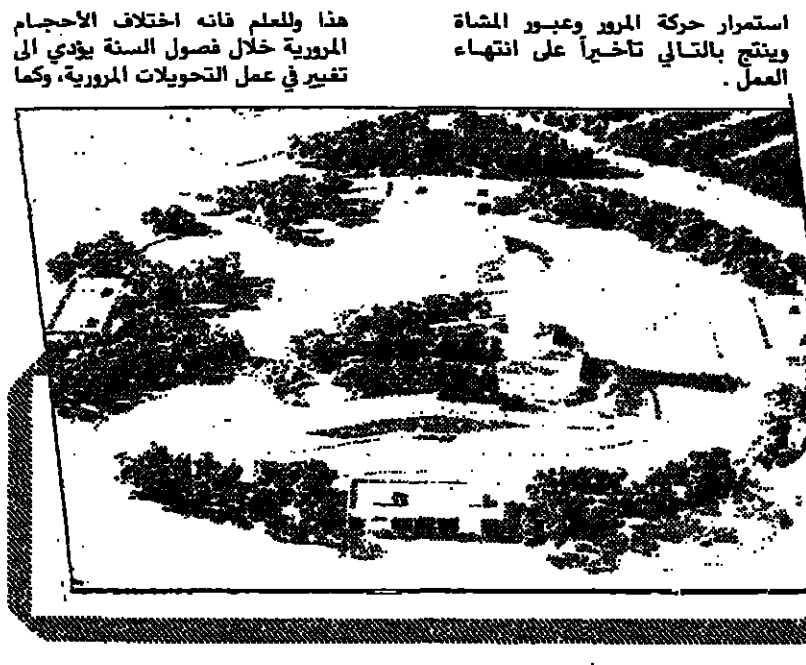 استمرار حركة المرور وعبور المشاة
وينتج بالتالي تأخيراً على انتهاء
العمل .
هذا وللعلم فانه اختلاف الأحجام
المرورية خلال فصول السنة يؤدي الى
تغيير في عمل التحويلات المرورية، وكما